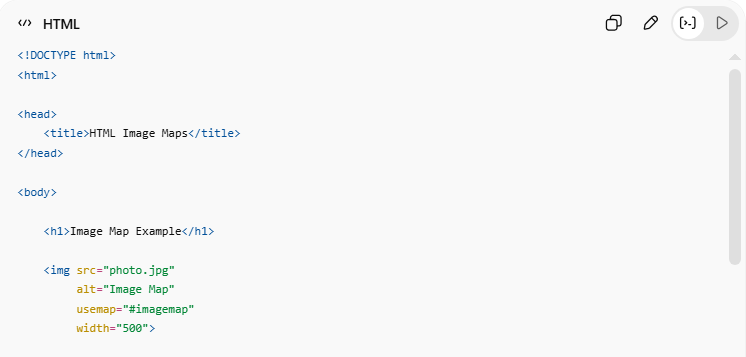 HTML
<!DOCTYPE html>
<html>
<head>
<title>HTML Image Maps</title>
</head>
<body>
<h1>Image Map Example</h1>
<img src="photo.jpg"
alt="Image Map"
usemap="#imagemap"
width="500">